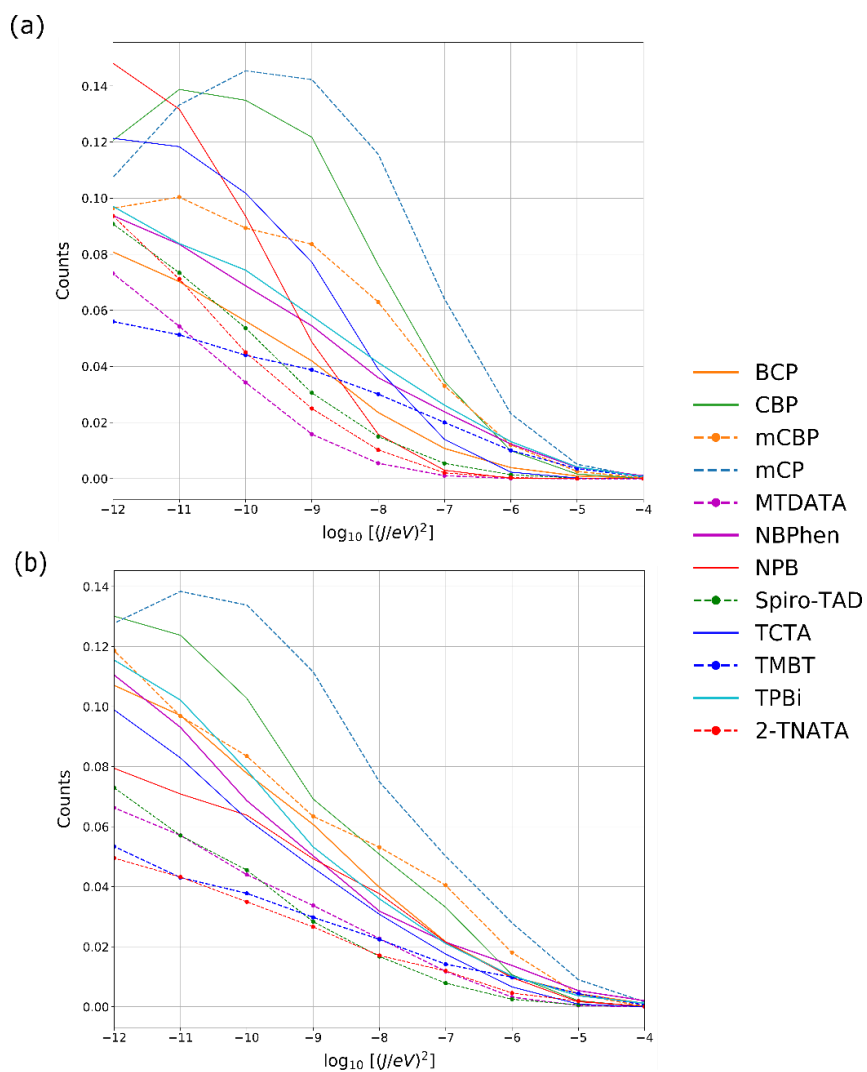 (a)
0.14
0.12
0.10
0.08
0.06
0.04
0.02
0.00
Counts
−12 −11 −10 −9 −8 −7 −6 −5 −4
log₁₀ [(J/eV)²]
BCP
CBP
mCBP
mCP
MTDATA
NBPhen
NPB
Spiro-TAD
TCTA
TMBT
TPBi
2-TNATA
(b)
0.14
0.12
0.10
0.08
0.06
0.04
0.02
0.00
Counts
−12 −11 −10 −9 −8 −7 −6 −5 −4
log₁₀ [(J/eV)²]